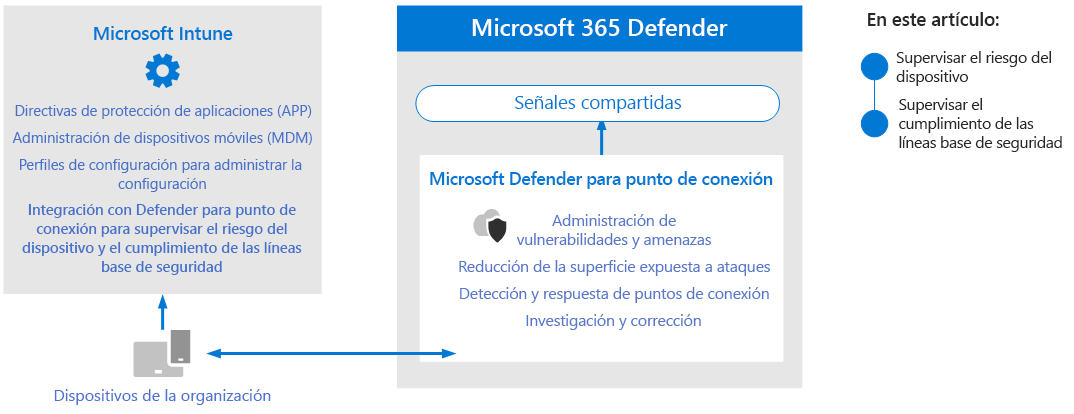 Microsoft Intune
Directivas de protección de aplicaciones (APP)
Administración de dispositivos móviles (MDM)
Perfiles de configuración para administrar la
configuración
Integración con Defender para punto de
conexión para supervisar el riesgo del
dispositivo y el cumplimiento de las líneas
base de seguridad
Dispositivos de la organización
Microsoft 365 Defender
Señales compartidas
Microsoft Defender para punto de conexión
Administración de
vulnerabilidades y amenazas
Reducción de la superficie expuesta a ataques
Detección y respuesta de puntos de conexión
Investigación y corrección
En este artículo:
Supervisar el riesgo del
dispositivo
Supervisar el
cumplimiento de las
líneas base de seguridad